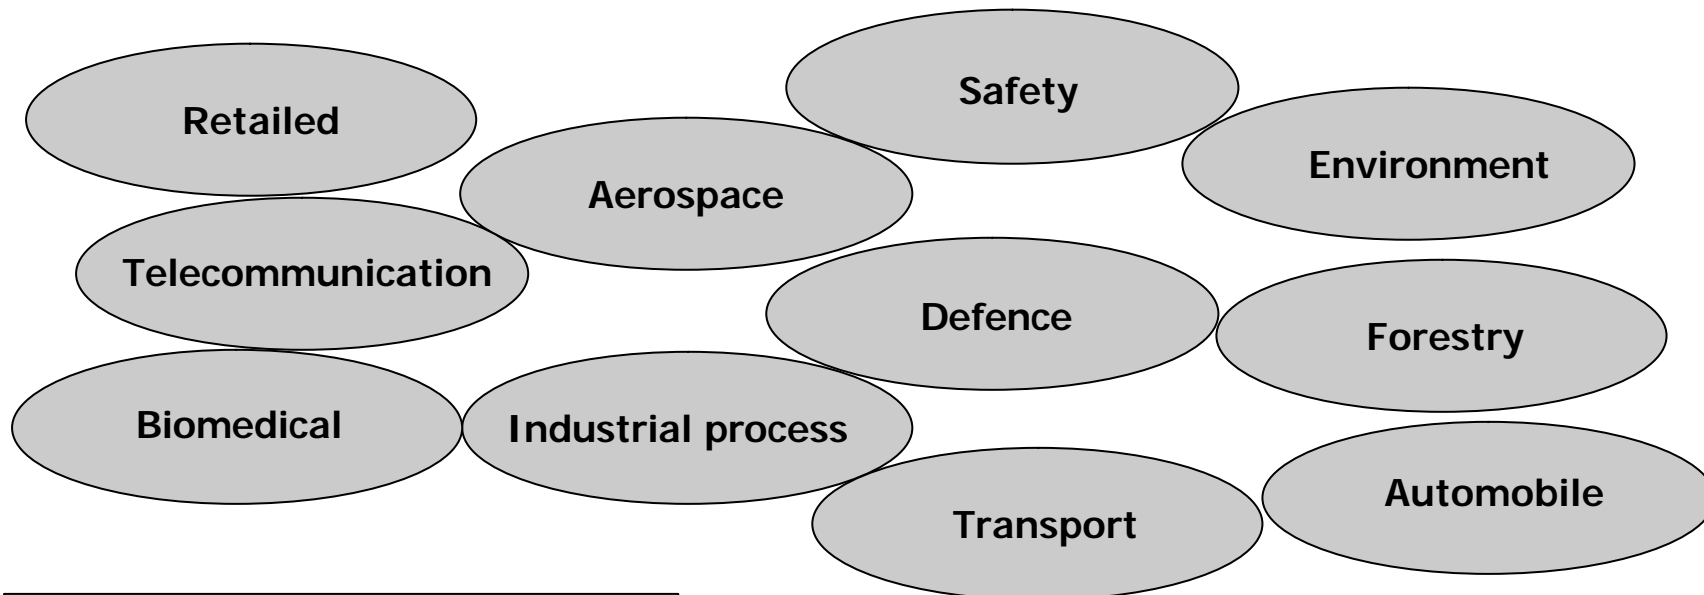 Safety
Retailed
Environment
Aerospace
Telecommunication
Defence
Forestry
Biomedical
Industrial process
Automobile
Transport